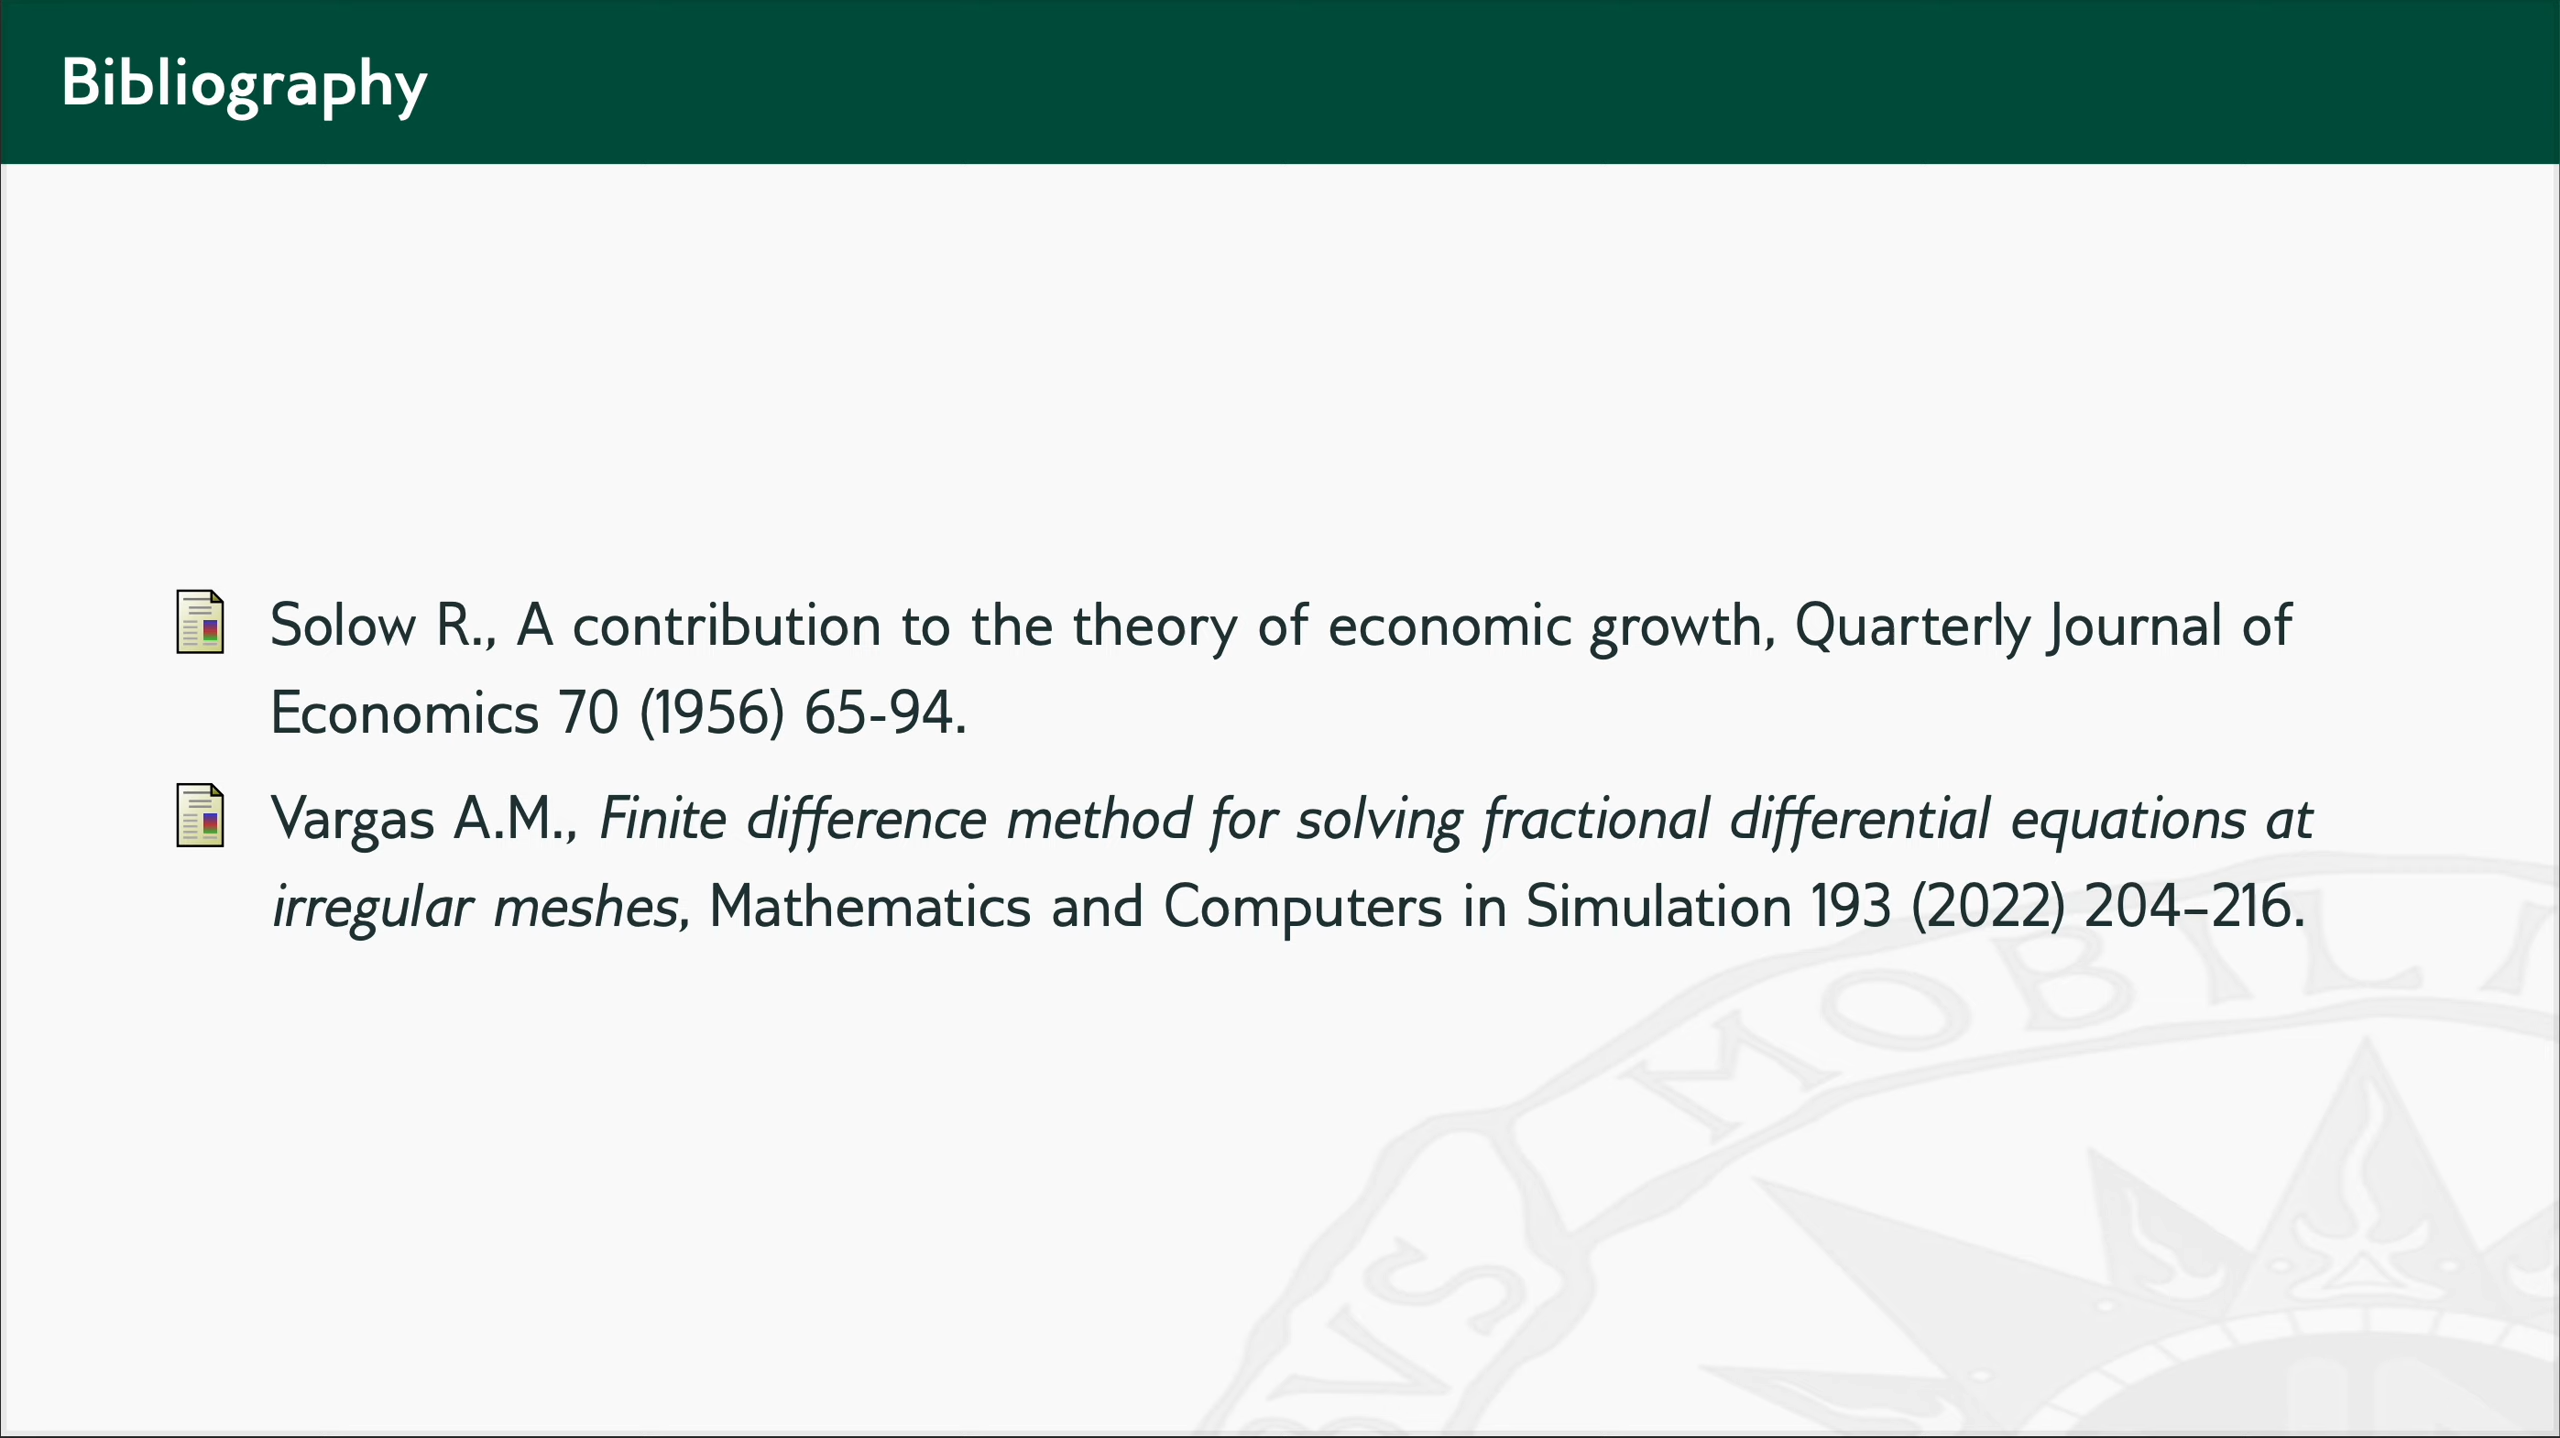 Bibliography
Solow R., A contribution to the theory of economic growth, Quarterly Journal of
Economics 70 (1956) 65-94.
Vargas A.M., Finite difference method for solving fractional differential equations at
irregular meshes, Mathematics and Computers in Simulation 193 (2022) 204–216.
MOBILI